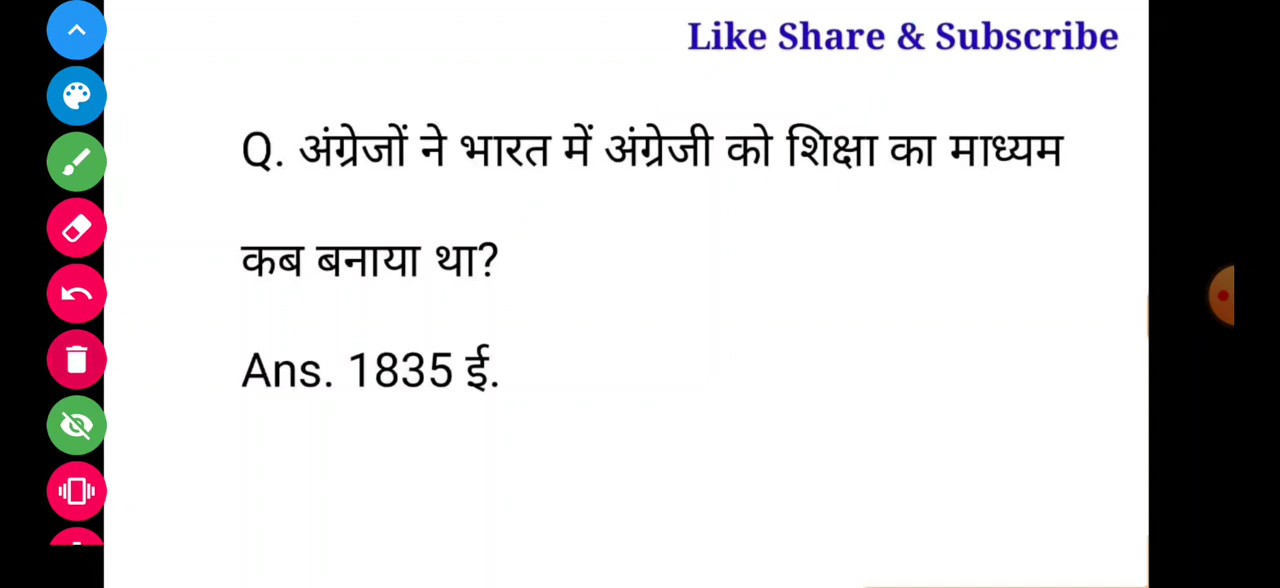 Like Share & Subscribe
Q. अंग्रेजों ने भारत में अंग्रेजी को शिक्षा का माध्यम
कब बनाया था?
Ans. 1835 ई.